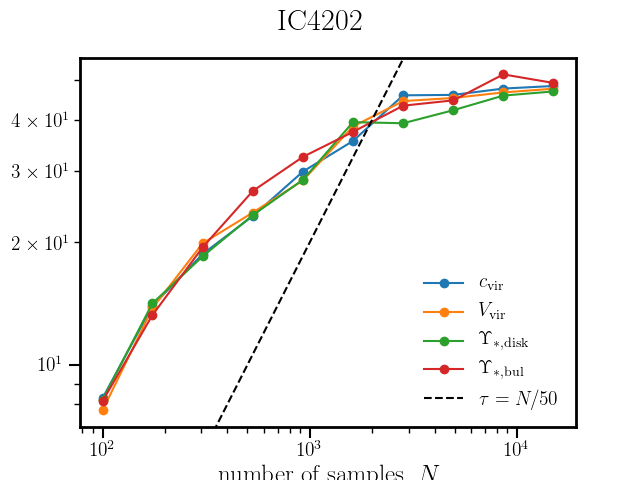 IC4202
4 × 10¹
3 × 10¹
2 × 10¹
10¹
c_vir
V_vir
Υ_*,disk
Υ_*,bul
τ = N/50
10² 10³ 10⁴
number of samples, N